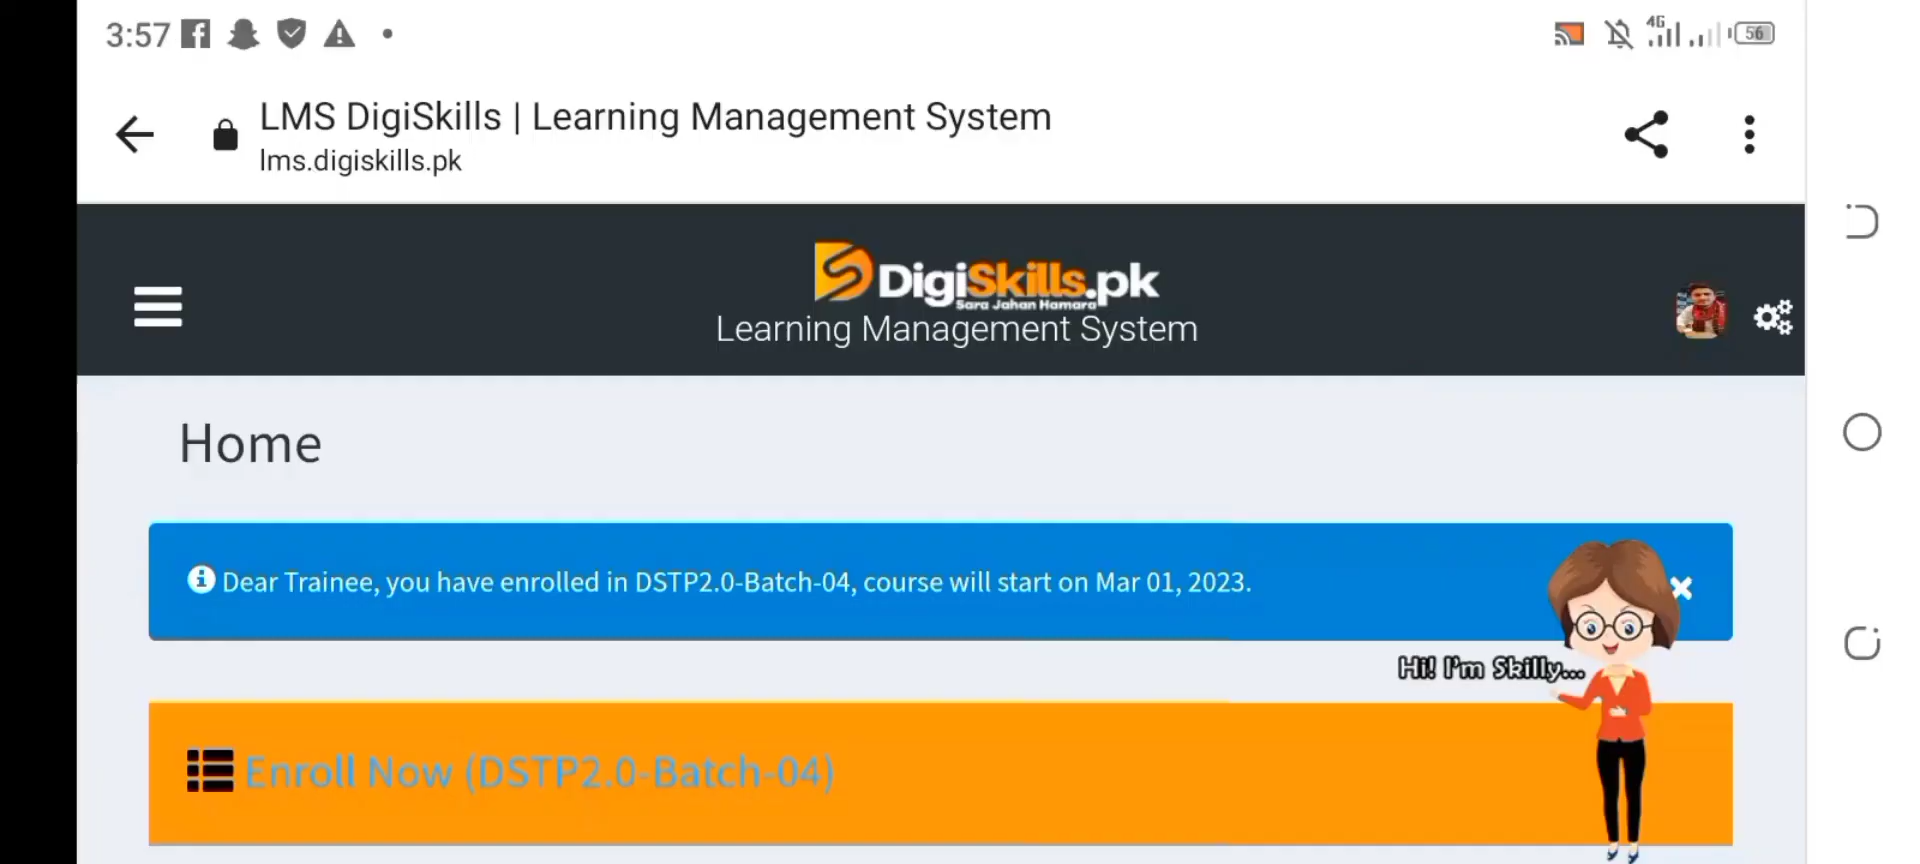 3:57
4G
56
LMS DigiSkills | Learning Management System
lms.digiskills.pk
DigiSkills.pk
Sara Jahan Hamara
Learning Management System
Home
Dear Trainee, you have enrolled in DSTP2.0-Batch-04, course will start on Mar 01, 2023.
Hi! I'm Skilly...
Enroll Now (DSTP2.0-Batch-04)